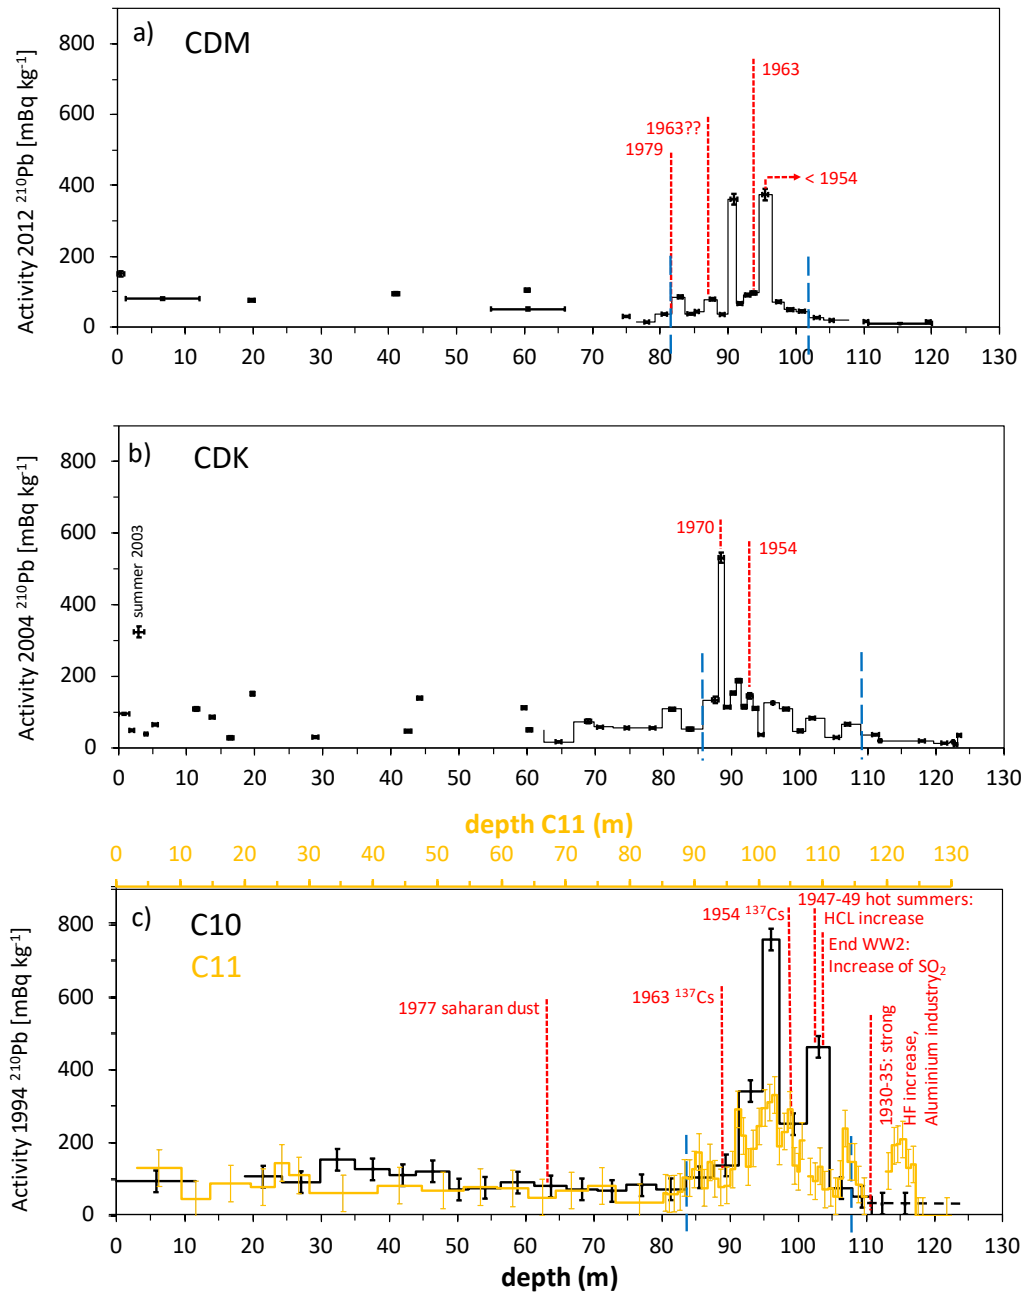 a) CDM
Activity 2012 ²¹⁰Pb [mBq kg⁻¹]
800
600
400
200
0
1963
1963??
1979
< 1954
0 10 20 30 40 50 60 70 80 90 100 110 120 130
b) CDK
Activity 2004 ²¹⁰Pb [mBq kg⁻¹]
800
600
400
200
0
summer 2003
1970
1954
0 10 20 30 40 50 60 70 80 90 100 110 120 130
depth C11 (m)
0 10 20 30 40 50 60 70 80 90 100 110 120 130
c) C10
C11
Activity 1994 ²¹⁰Pb [mBq kg⁻¹]
800
600
400
200
0
1977 saharan dust
1963 ¹³⁷Cs
1954 ¹³⁷Cs
1947-49 hot summers:
HCL increase
End WW2:
Increase of SO₂
1930-35: strong
HF increase,
Aluminium industry
0 10 20 30 40 50 60 70 80 90 100 110 120 130
depth (m)